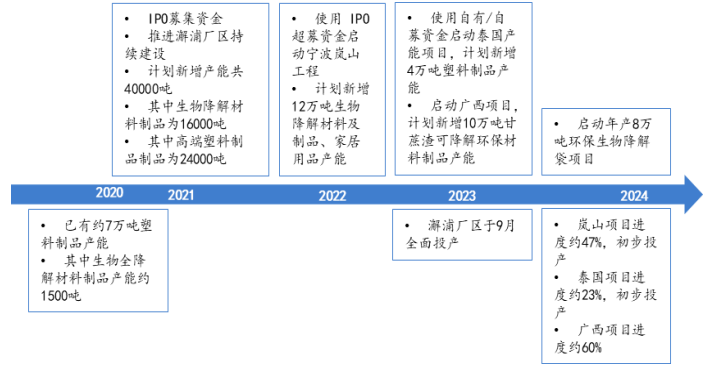 • IPO募集资金
• 推进澥浦厂区持
续建设
• 计划新增产能共
40000吨
• 其中生物降解材
料制品为16000吨
• 其中高端塑料制
品制品为24000吨
• 使用 IPO
超募资金启
动宁波岚山
工程
• 计划新增
12万吨生物
降解材料及
制品、家居
用品产能
• 使用自有/自
募资金启动泰国产
能项目，计划新增
4万吨塑料制品产
能
• 启动广西项目，
计划新增10万吨甘
蔗渣可降解环保材
料制品产能
• 启动年产8万
吨环保生物降解
袋项目
2020
2021
2022
2023
2024
• 已有约7万吨塑
料制品产能
• 其中生物全降
解材料制品产能约
1500吨
• 澥浦厂区于9月
全面投产
• 岚山项目进
度约47%，初步投
产
• 泰国项目进
度约23%，初步投
产
• 广西项目进
度约60%